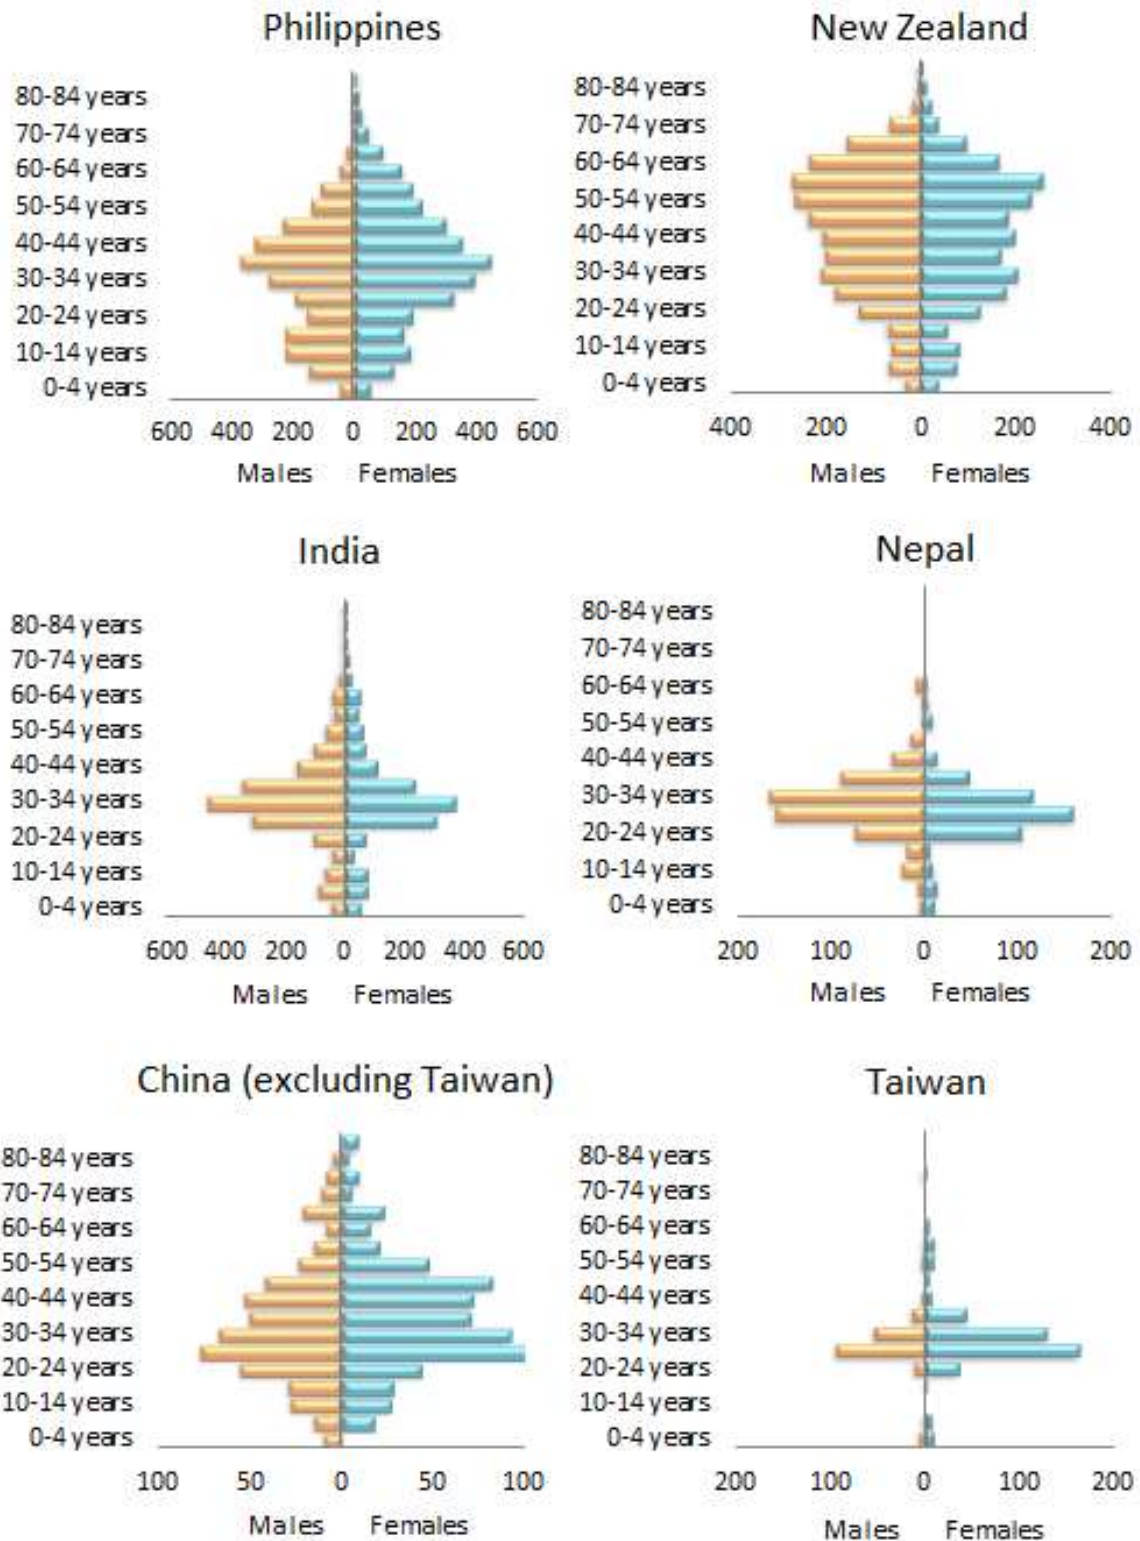 Philippines
80-84 years
70-74 years
60-64 years
50-54 years
40-44 years
30-34 years
20-24 years
10-14 years
0-4 years
600 400 200 0 200 400 600
Males Females
New Zealand
80-84 years
70-74 years
60-64 years
50-54 years
40-44 years
30-34 years
20-24 years
10-14 years
0-4 years
400 200 0 200 400
Males Females
India
80-84 years
70-74 years
60-64 years
50-54 years
40-44 years
30-34 years
20-24 years
10-14 years
0-4 years
600 400 200 0 200 400 600
Males Females
Nepal
80-84 years
70-74 years
60-64 years
50-54 years
40-44 years
30-34 years
20-24 years
10-14 years
0-4 years
200 100 0 100 200
Males Females
China (excluding Taiwan)
80-84 years
70-74 years
60-64 years
50-54 years
40-44 years
30-34 years
20-24 years
10-14 years
0-4 years
100 50 0 50 100
Males Females
Taiwan
80-84 years
70-74 years
60-64 years
50-54 years
40-44 years
30-34 years
20-24 years
10-14 years
0-4 years
200 100 0 100 200
Males Females